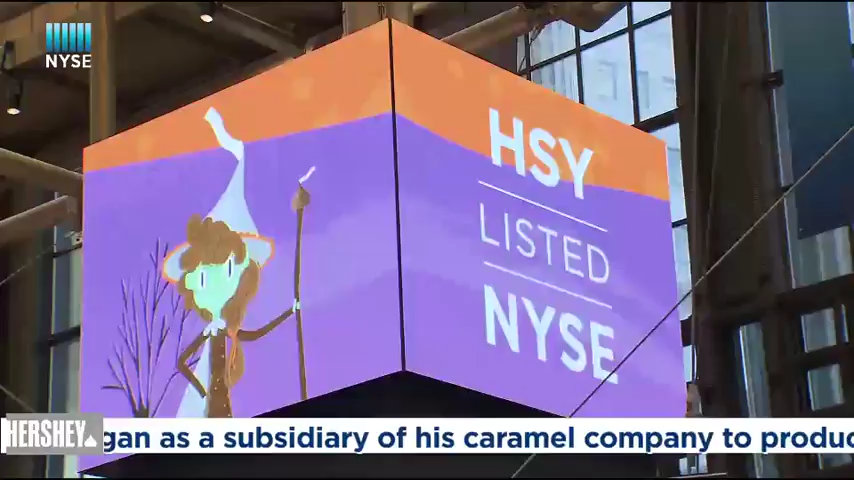 NYSE
HSY
LISTED
NYSE
HERSHEY
gan as a subsidiary of his caramel company to produc